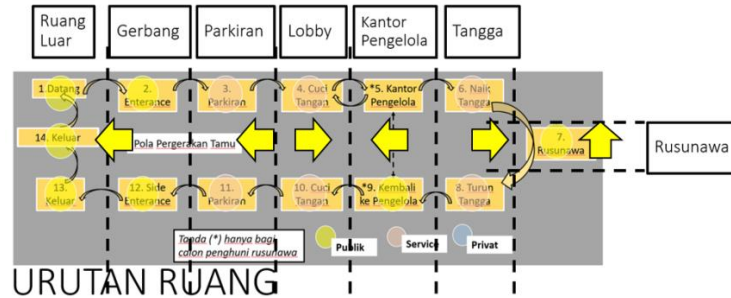 Ruang
Luar
Gerbang
Parkiran
Lobby
Kantor
Pengelola
Tangga
1.Datang
2.
Enterance
3.
Parkiran
4. Cuci
Tangan
*5. Kantor
Pengelola
6. Naik
Tangga
14. Keluar
Pola Pergerakan Tamu
7.
Rusunawa
Rusunawa
13.
Keluar
12. Side
Enterance
11.
Parkiran
10. Cuci
Tangan
*9. Kembali
ke Pengelola
8. Turun
Tangga
Tanda (*) hanya bagi
calon penghuni rusunawa
Publik
Service
Privat
URUTAN RUANG